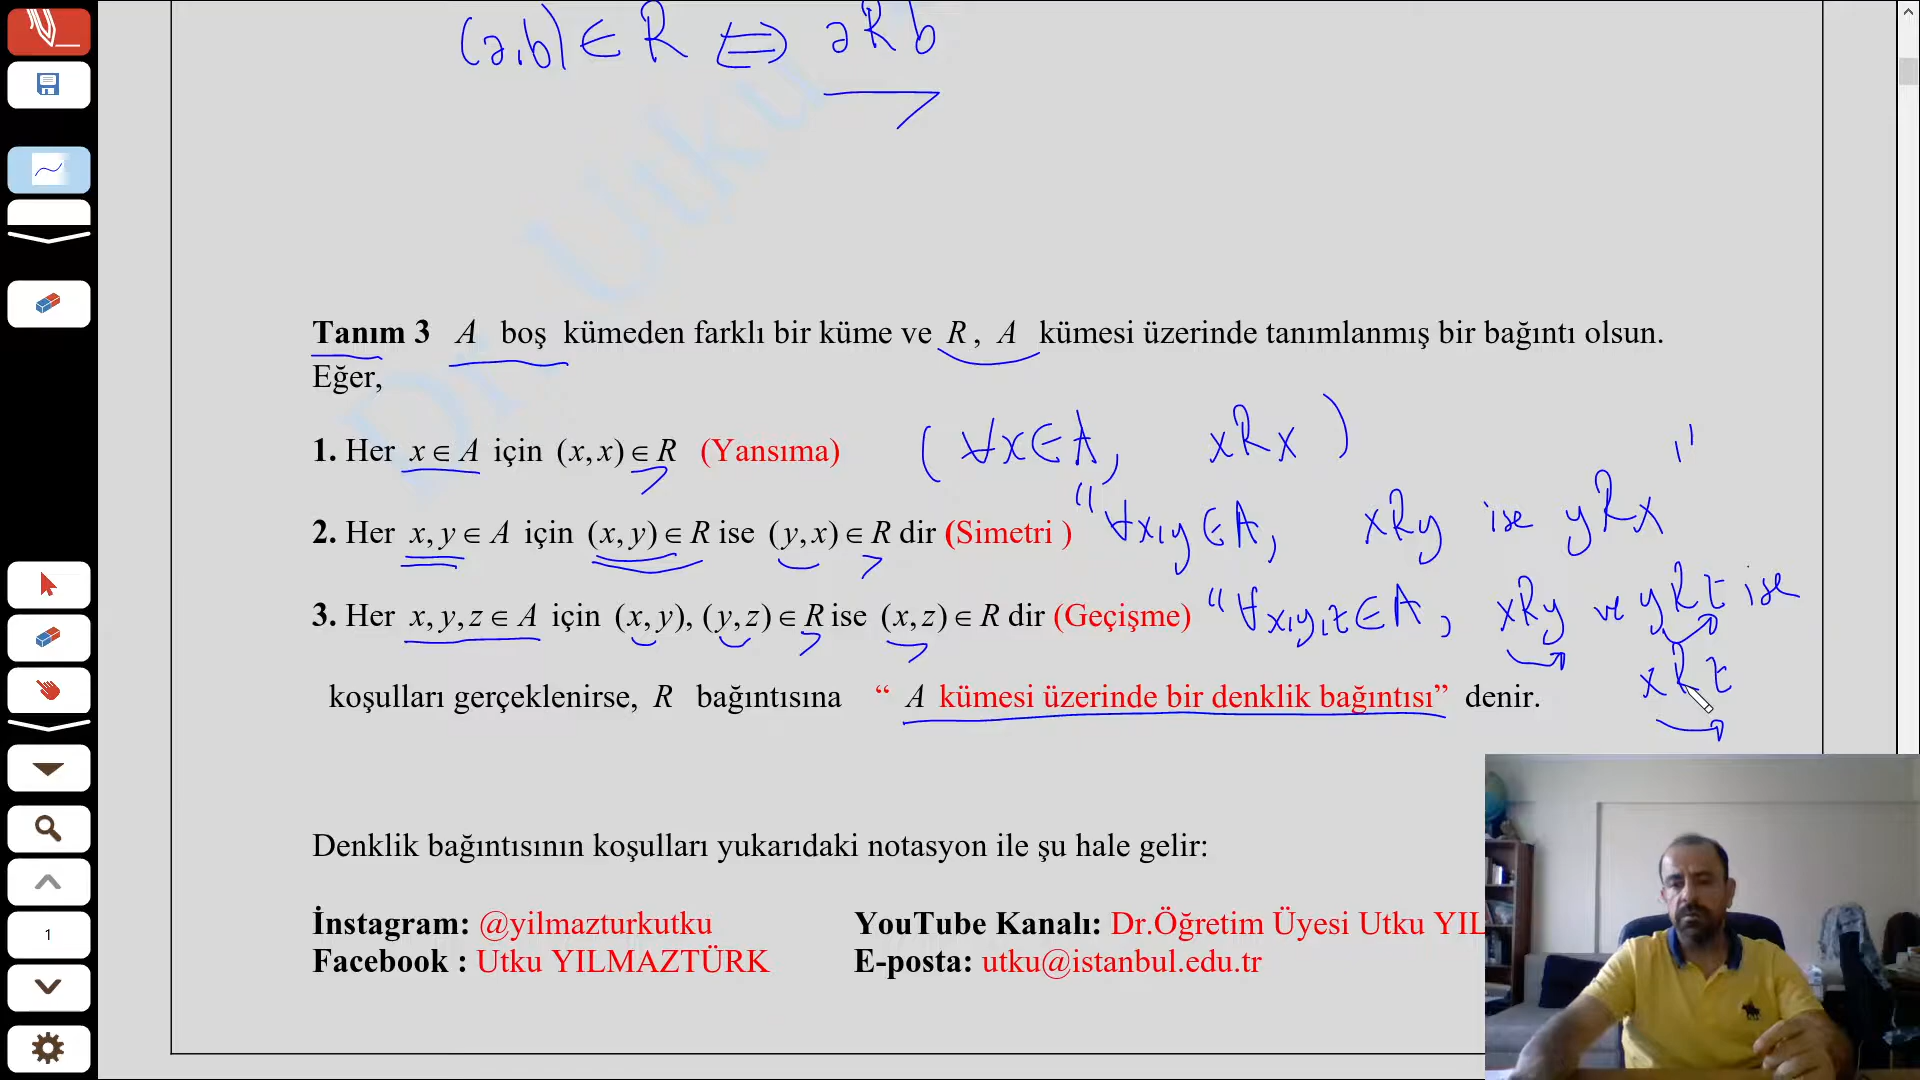 (a,b) ∈ R ⇔ aRb
Dr. Utku
Tanım 3 A boş kümeden farklı bir küme ve R, A kümesi üzerinde tanımlanmış bir bağıntı olsun.
Eğer,
1. Her x ∈ A için (x,x) ∈ R (Yansıma) (∀x∈A, xRx)
2. Her x,y ∈ A için (x,y) ∈ R ise (y,x) ∈ R dir (Simetri ) "∀x,y∈A, xRy ise yRx"
3. Her x,y,z ∈ A için (x,y),(y,z) ∈ R ise (x,z) ∈ R dir (Geçişme) "∀x,y,z∈A, xRy ve yRz ise
xRz
koşulları gerçeklenirse, R bağıntısına “ A kümesi üzerinde bir denklik bağıntısı” denir.
Denklik bağıntısının koşulları yukarıdaki notasyon ile şu hale gelir:
İnstagram: @yilmazturkutku YouTube Kanalı: Dr.Öğretim Üyesi Utku YIL
Facebook : Utku YILMAZTÜRK E-posta: utku@istanbul.edu.tr
1